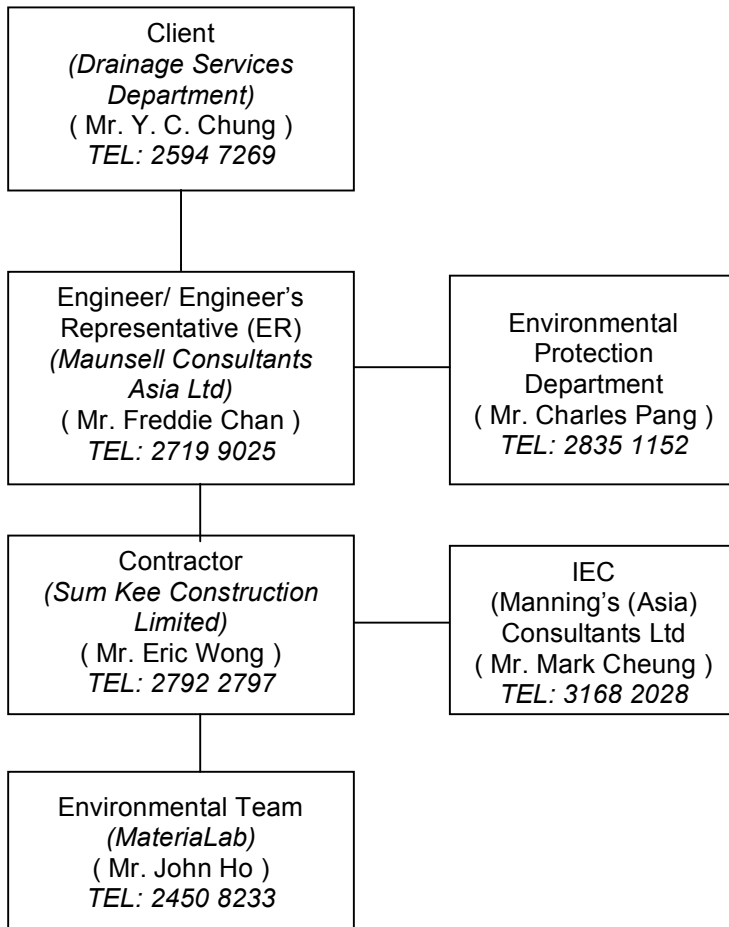 Client
(Drainage Services
Department)
( Mr. Y. C. Chung )
TEL: 2594 7269
Engineer/ Engineer’s
Representative (ER)
(Maunsell Consultants
Asia Ltd)
( Mr. Freddie Chan )
TEL: 2719 9025
Environmental
Protection
Department
( Mr. Charles Pang )
TEL: 2835 1152
Contractor
(Sum Kee Construction
Limited)
( Mr. Eric Wong )
TEL: 2792 2797
IEC
(Manning’s (Asia)
Consultants Ltd
( Mr. Mark Cheung )
TEL: 3168 2028
Environmental Team
(MateriaLab)
( Mr. John Ho )
TEL: 2450 8233